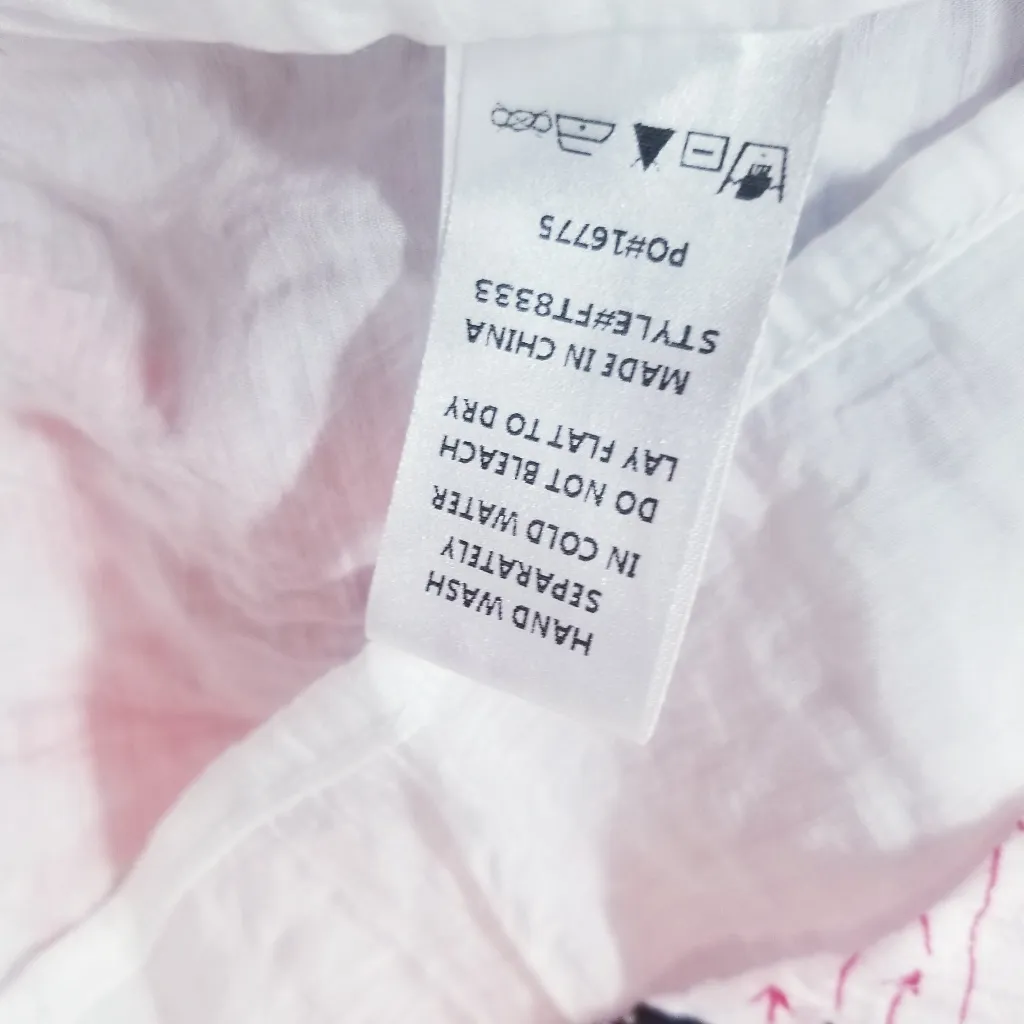 HAND WASH
SEPARATELY
IN COLD WATER
DO NOT BLEACH
LAY FLAT TO DRY
MADE IN CHINA
STYLE#FT8333
PO#16775